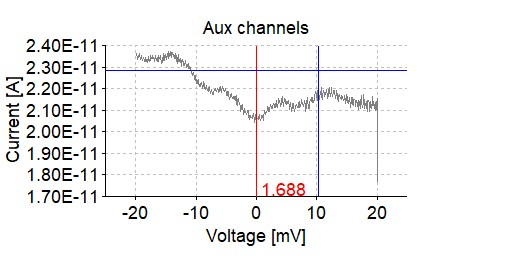 Aux channels
Current [A]
2.40E-11
2.30E-11
2.20E-11
2.10E-11
2.00E-11
1.90E-11
1.80E-11
1.70E-11
1.688
-20 -10 0 10 20
Voltage [mV]